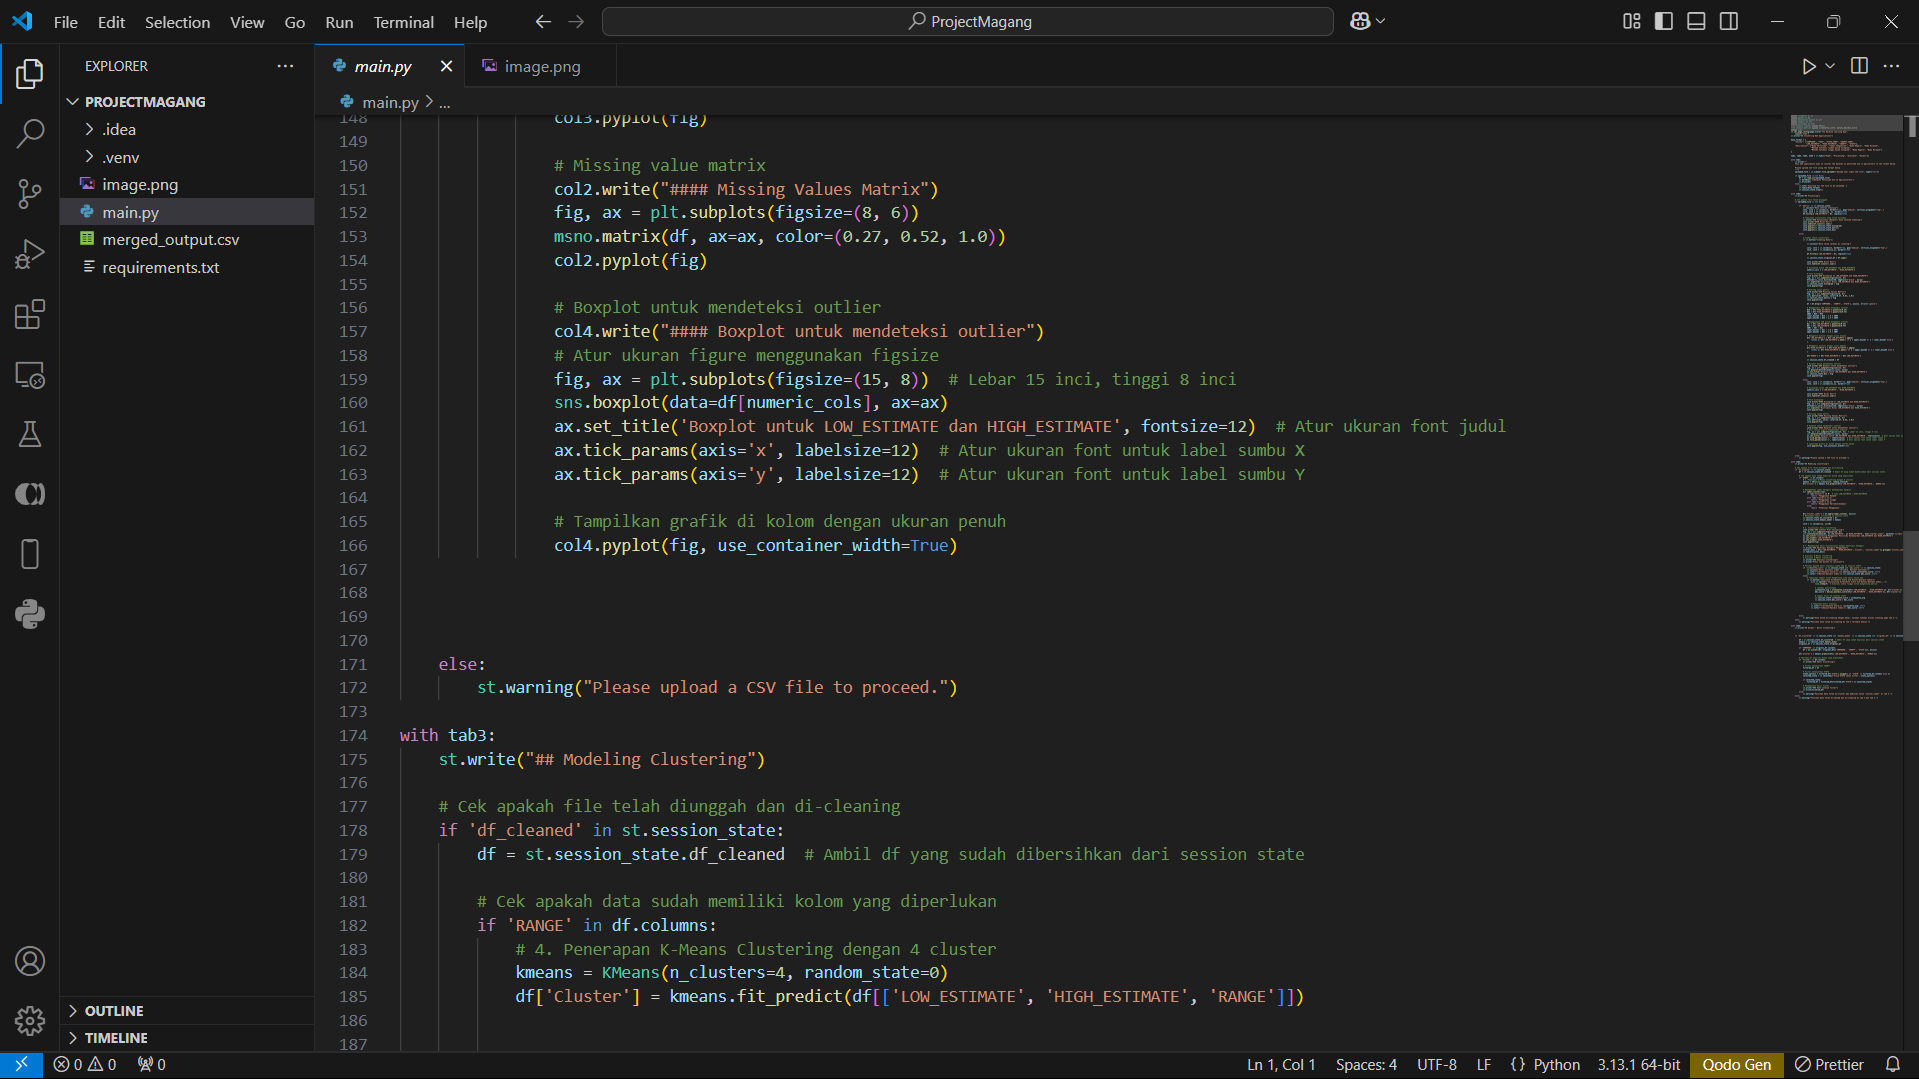 File Edit Selection View Go Run Terminal Help
ProjectMagang
EXPLORER
main.py
image.png
PROJECTMAGANG
.idea
.venv
image.png
main.py
merged_output.csv
requirements.txt
OUTLINE
TIMELINE
main.py > ...
148 col3.pyplot(fig)
149
150 # Missing value matrix
151 col2.write("#### Missing Values Matrix")
152 fig, ax = plt.subplots(figsize=(8, 6))
153 msno.matrix(df, ax=ax, color=(0.27, 0.52, 1.0))
154 col2.pyplot(fig)
155
156 # Boxplot untuk mendeteksi outlier
157 col4.write("#### Boxplot untuk mendeteksi outlier")
158 # Atur ukuran figure menggunakan figsize
159 fig, ax = plt.subplots(figsize=(15, 8))  # Lebar 15 inci, tinggi 8 inci
160 sns.boxplot(data=df[numeric_cols], ax=ax)
161 ax.set_title('Boxplot untuk LOW_ESTIMATE dan HIGH_ESTIMATE', fontsize=12)  # Atur ukuran font judul
162 ax.tick_params(axis='x', labelsize=12)  # Atur ukuran font untuk label sumbu X
163 ax.tick_params(axis='y', labelsize=12)  # Atur ukuran font untuk label sumbu Y
164
165 # Tampilkan grafik di kolom dengan ukuran penuh
166 col4.pyplot(fig, use_container_width=True)
167
168
169
170
171 else:
172 st.warning("Please upload a CSV file to proceed.")
173
174 with tab3:
175 st.write("## Modeling Clustering")
176
177 # Cek apakah file telah diunggah dan di-cleaning
178 if 'df_cleaned' in st.session_state:
179 df = st.session_state.df_cleaned  # Ambil df yang sudah dibersihkan dari session state
180
181 # Cek apakah data sudah memiliki kolom yang diperlukan
182 if 'RANGE' in df.columns:
183 # 4. Penerapan K-Means Clustering dengan 4 cluster
184 kmeans = KMeans(n_clusters=4, random_state=0)
185 df['Cluster'] = kmeans.fit_predict(df[['LOW_ESTIMATE', 'HIGH_ESTIMATE', 'RANGE']])
186
187
0 0 0
Ln 1, Col 1 Spaces: 4 UTF-8 LF {} Python 3.13.1 64-bit Qodo Gen Prettier